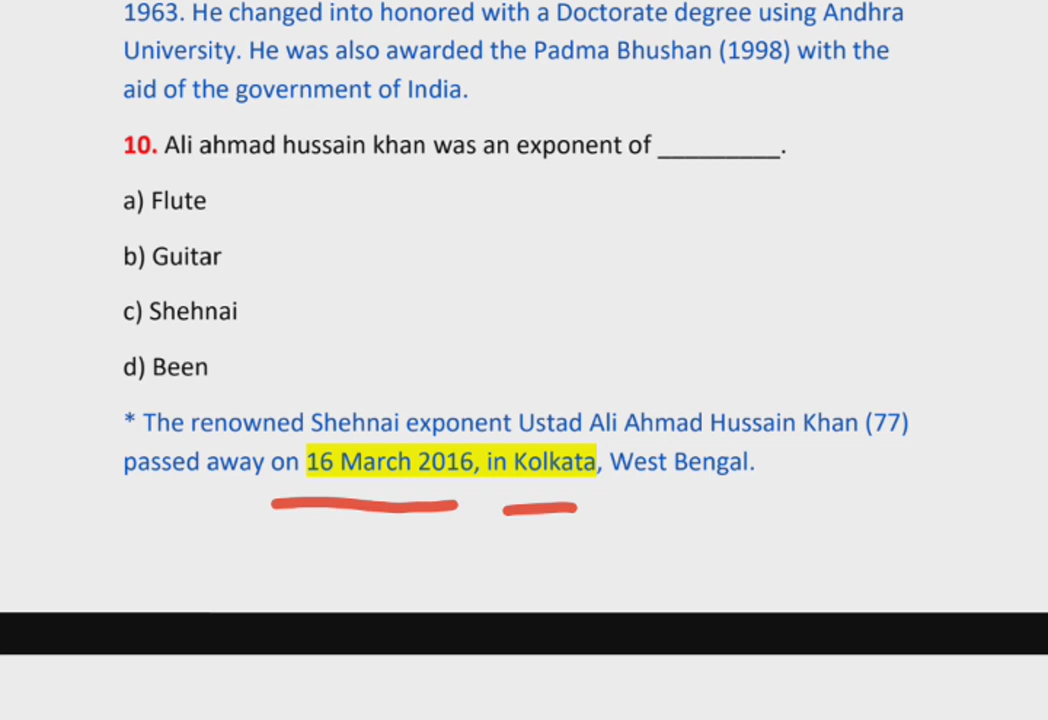 1963. He changed into honored with a Doctorate degree using Andhra
University. He was also awarded the Padma Bhushan (1998) with the
aid of the government of India.
10. Ali ahmad hussain khan was an exponent of _________.
a) Flute
b) Guitar
c) Shehnai
d) Been
* The renowned Shehnai exponent Ustad Ali Ahmad Hussain Khan (77)
passed away on 16 March 2016, in Kolkata, West Bengal.